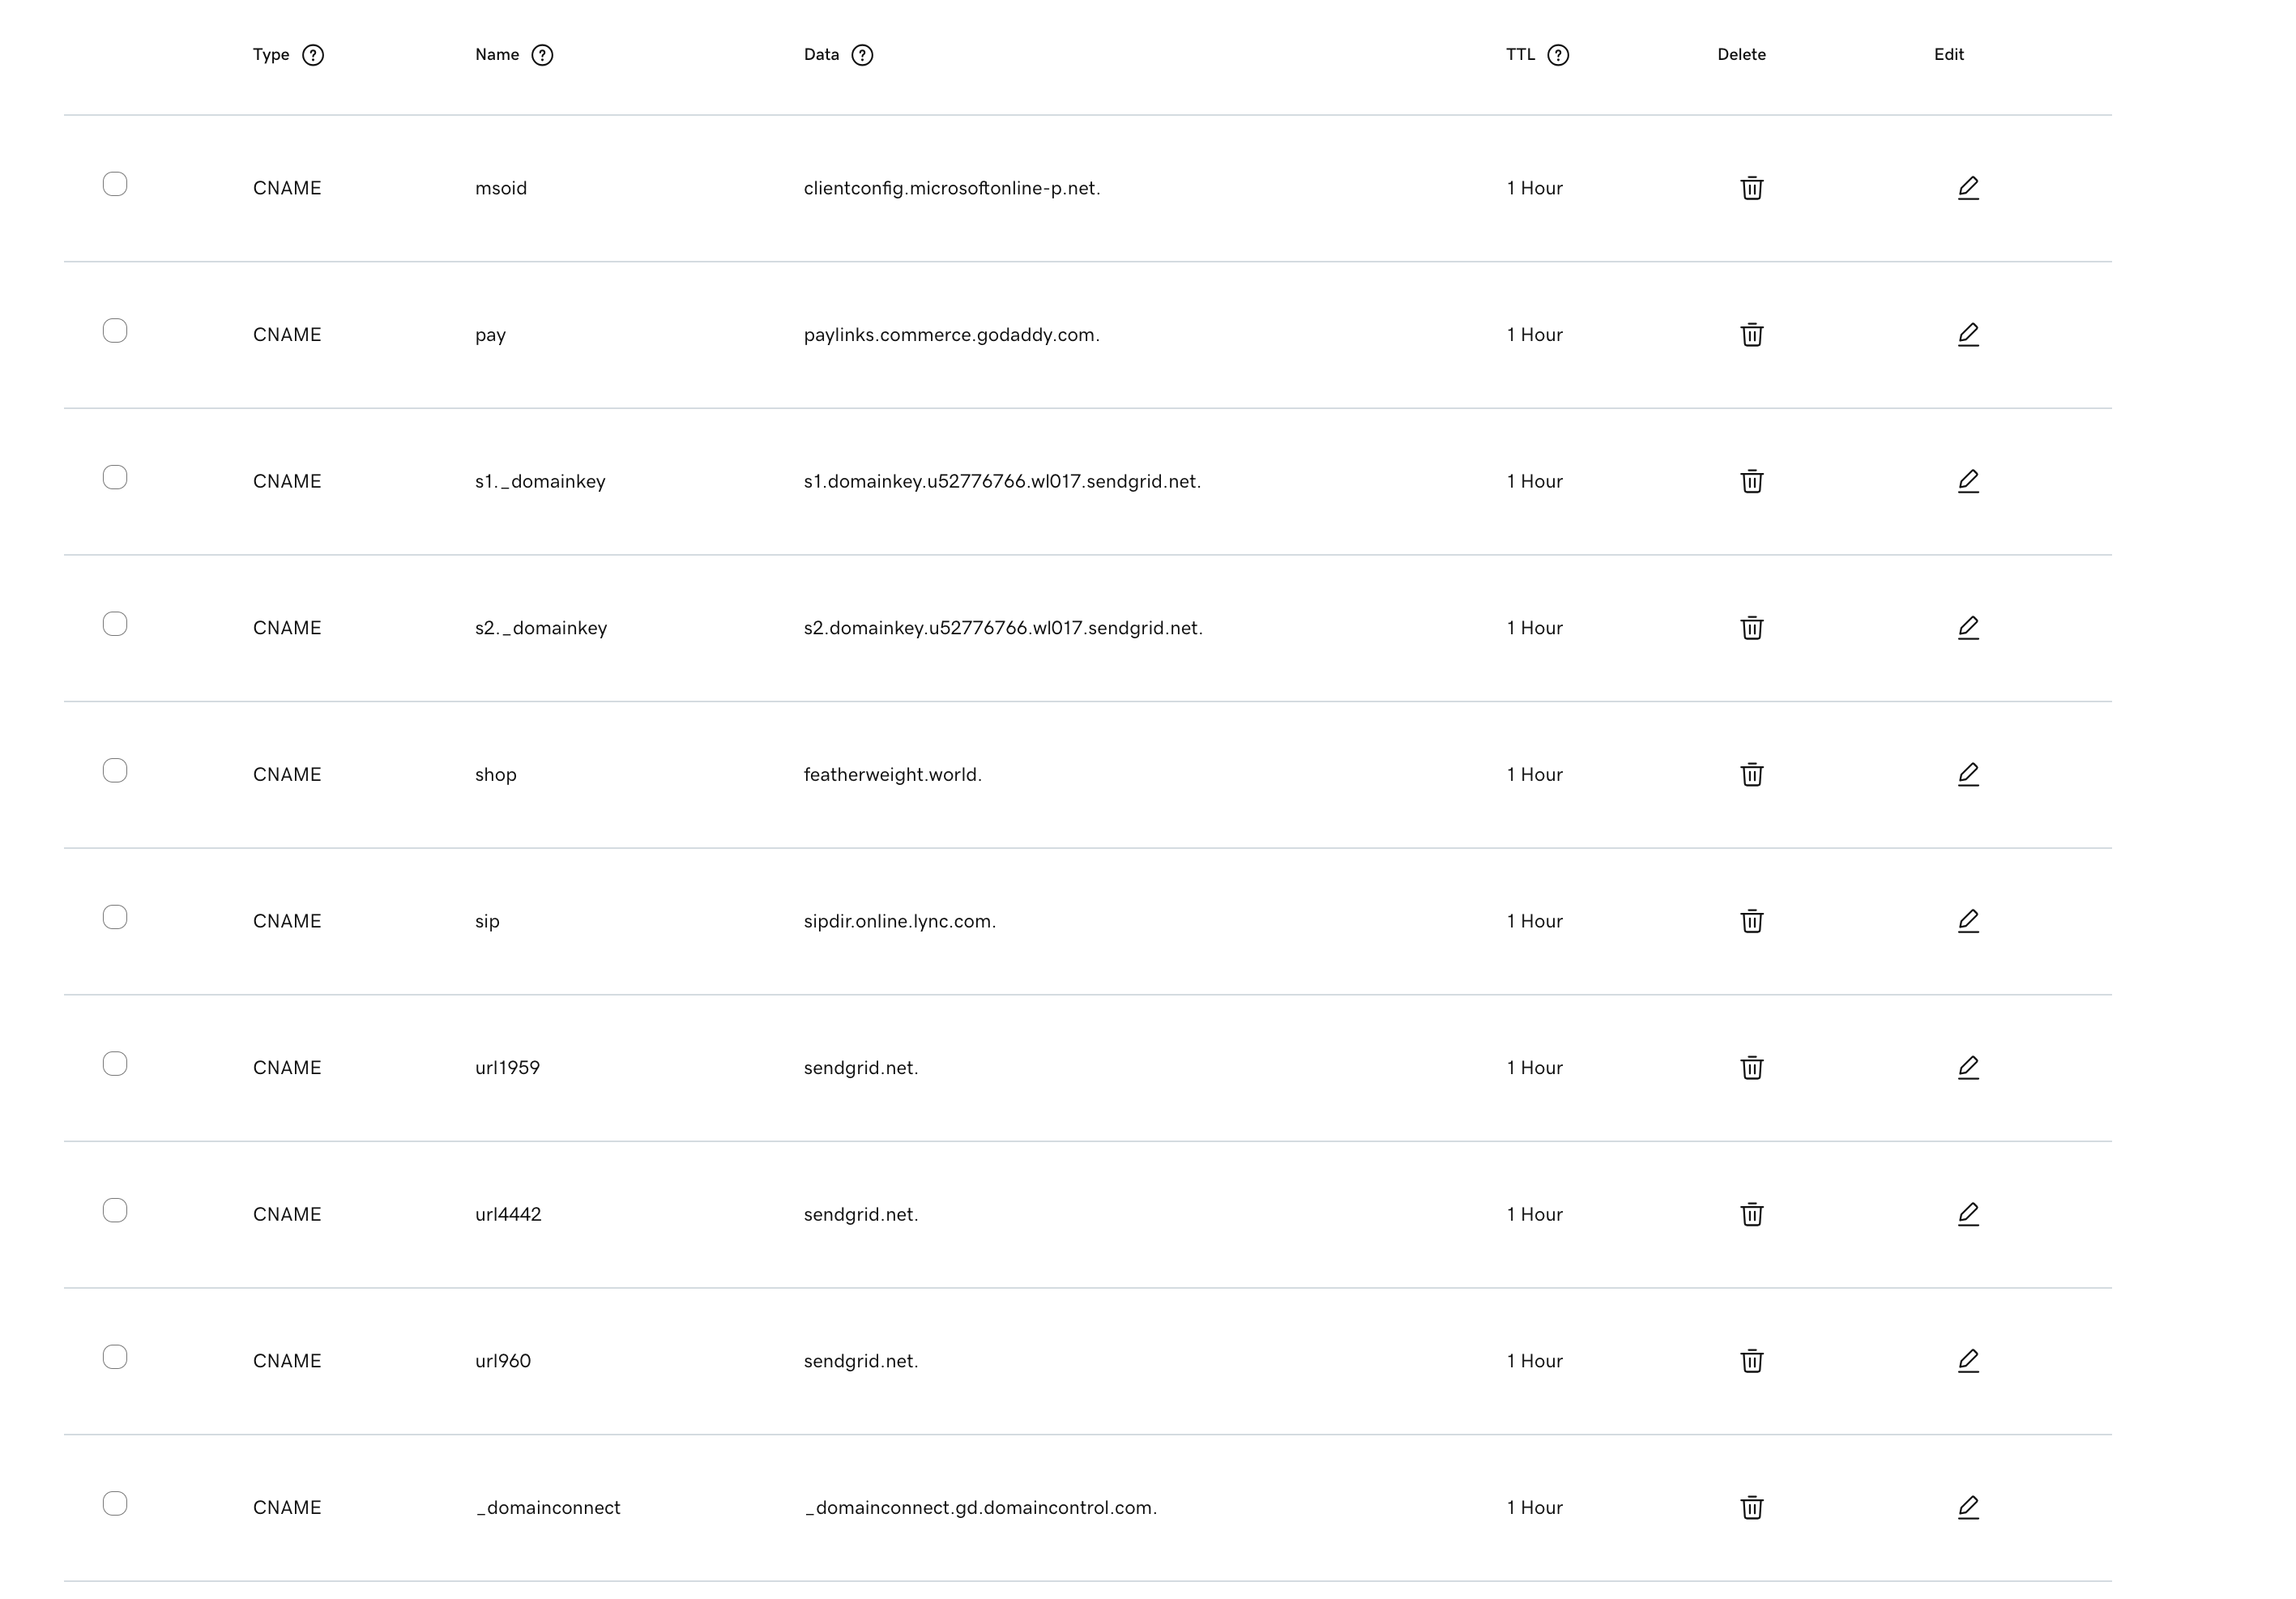 Type Name Data TTL Delete Edit
CNAME msoid clientconfig.microsoftonline-p.net. 1 Hour
CNAME pay paylinks.commerce.godaddy.com. 1 Hour
CNAME s1._domainkey s1.domainkey.u52776766.wl017.sendgrid.net. 1 Hour
CNAME s2._domainkey s2.domainkey.u52776766.wl017.sendgrid.net. 1 Hour
CNAME shop featherweight.world. 1 Hour
CNAME sip sipdir.online.lync.com. 1 Hour
CNAME url1959 sendgrid.net. 1 Hour
CNAME url4442 sendgrid.net. 1 Hour
CNAME url960 sendgrid.net. 1 Hour
CNAME _domainconnect _domainconnect.gd.domaincontrol.com. 1 Hour